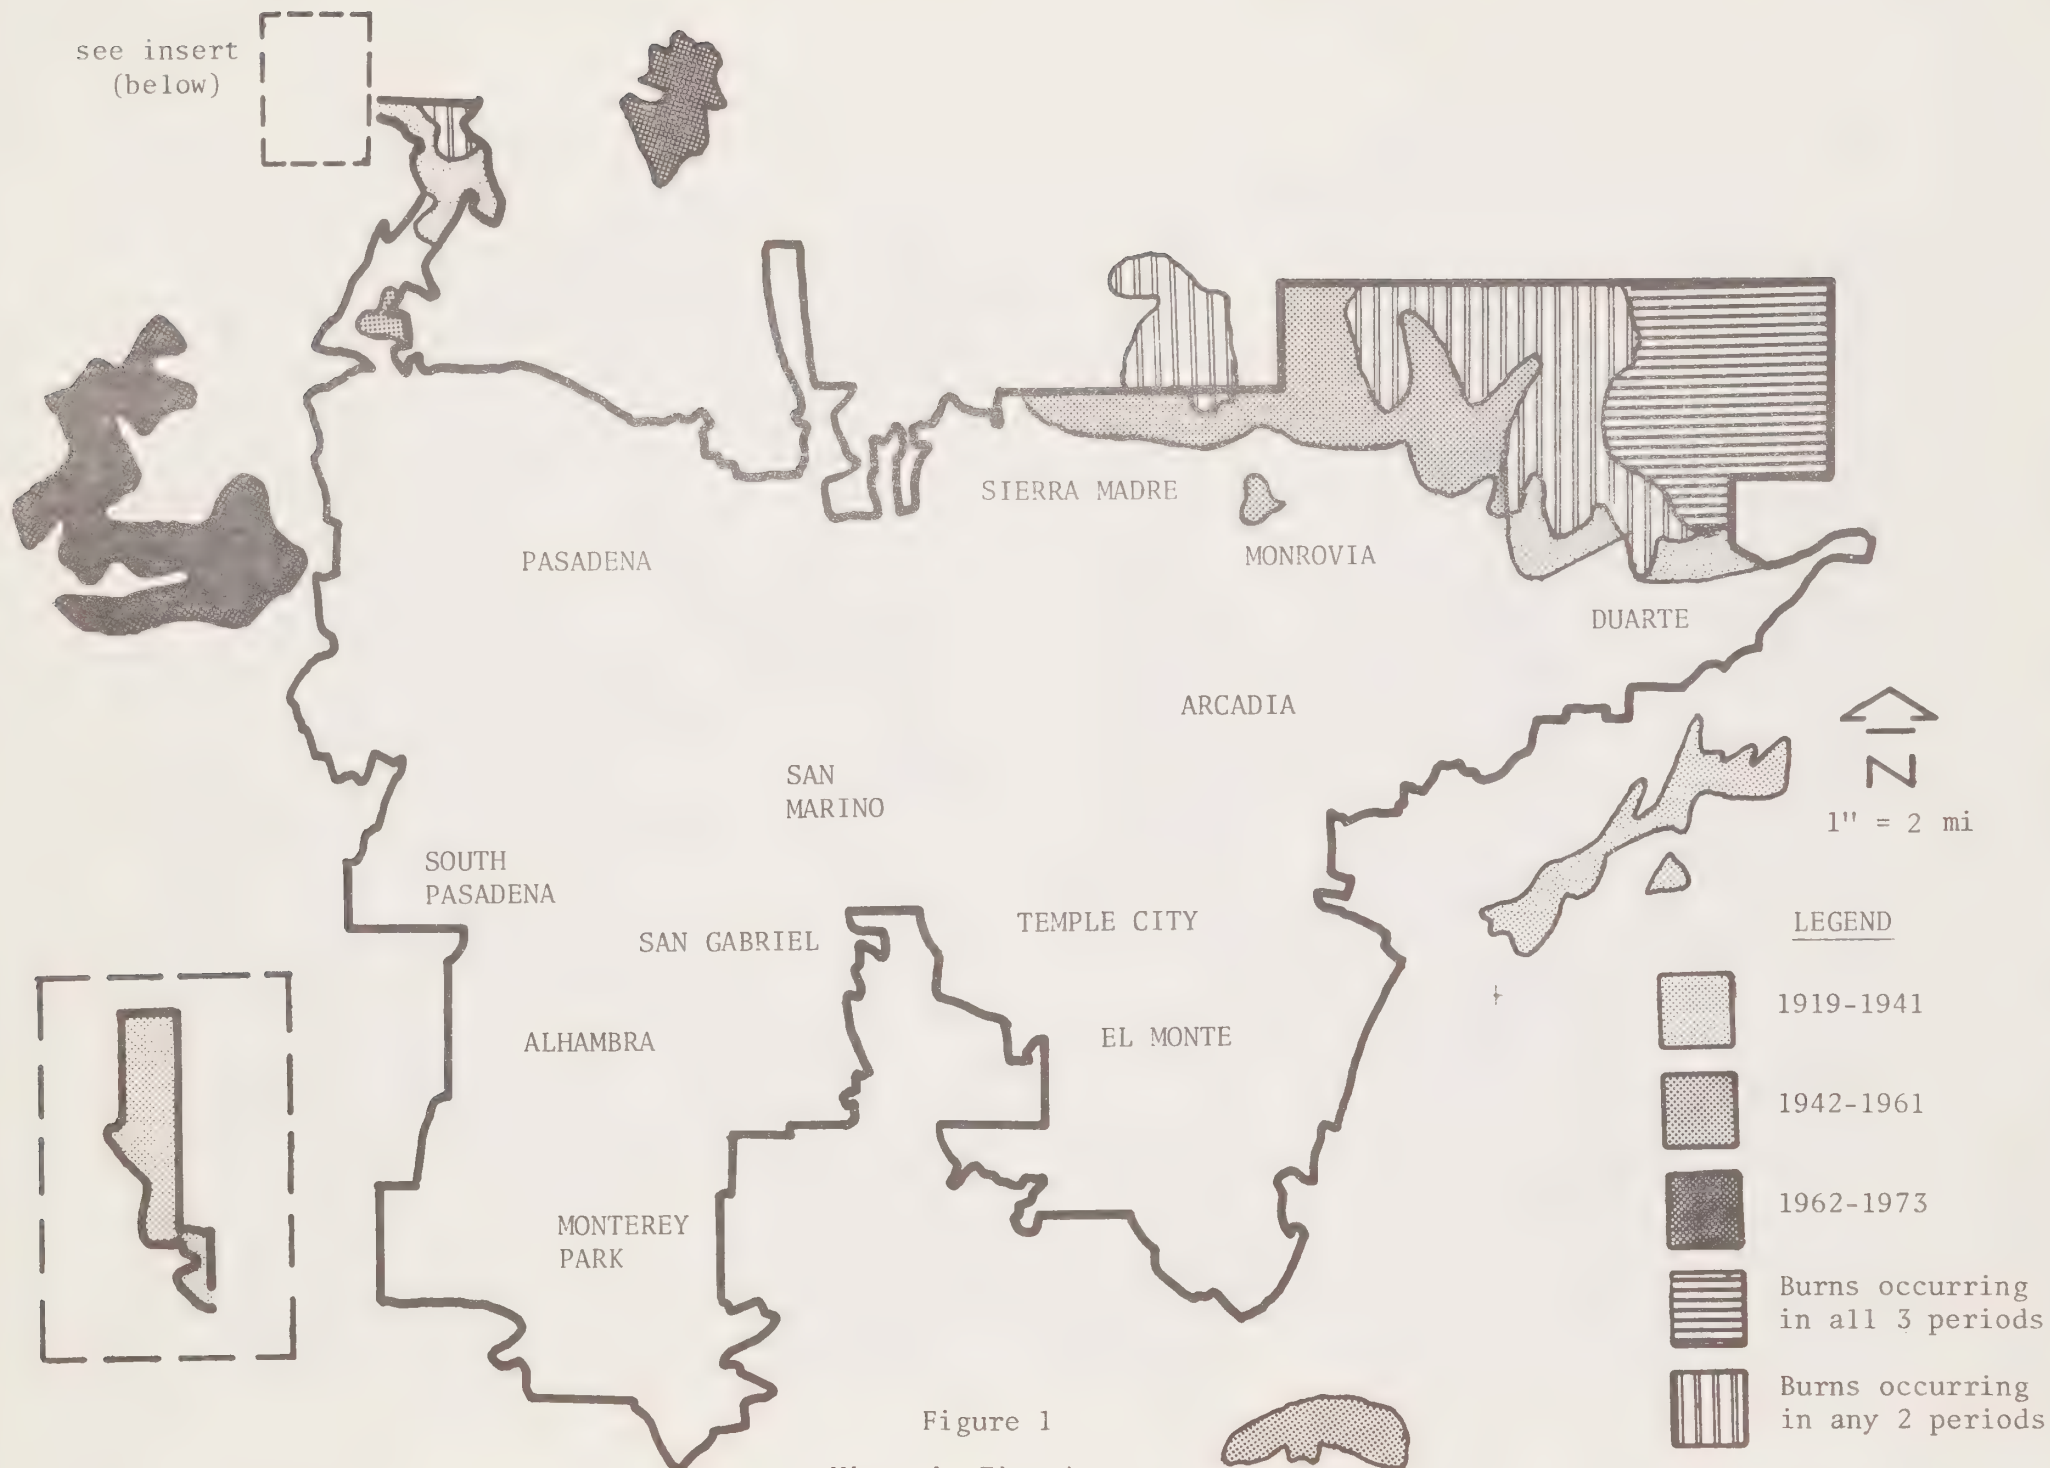 see insert
(below)
SIERRA MADRE
PASADENA
MONROVIA
DUARTE
ARCADIA
SAN
MARINO
N
1" = 2 mi
SOUTH
PASADENA
SAN GABRIEL
TEMPLE CITY
LEGEND
ALHAMBRA
EL MONTE
1919-1941
1942-1961
1962-1973
MONTEREY
PARK
Burns occurring
in all 3 periods
Burns occurring
in any 2 periods
Figure 1